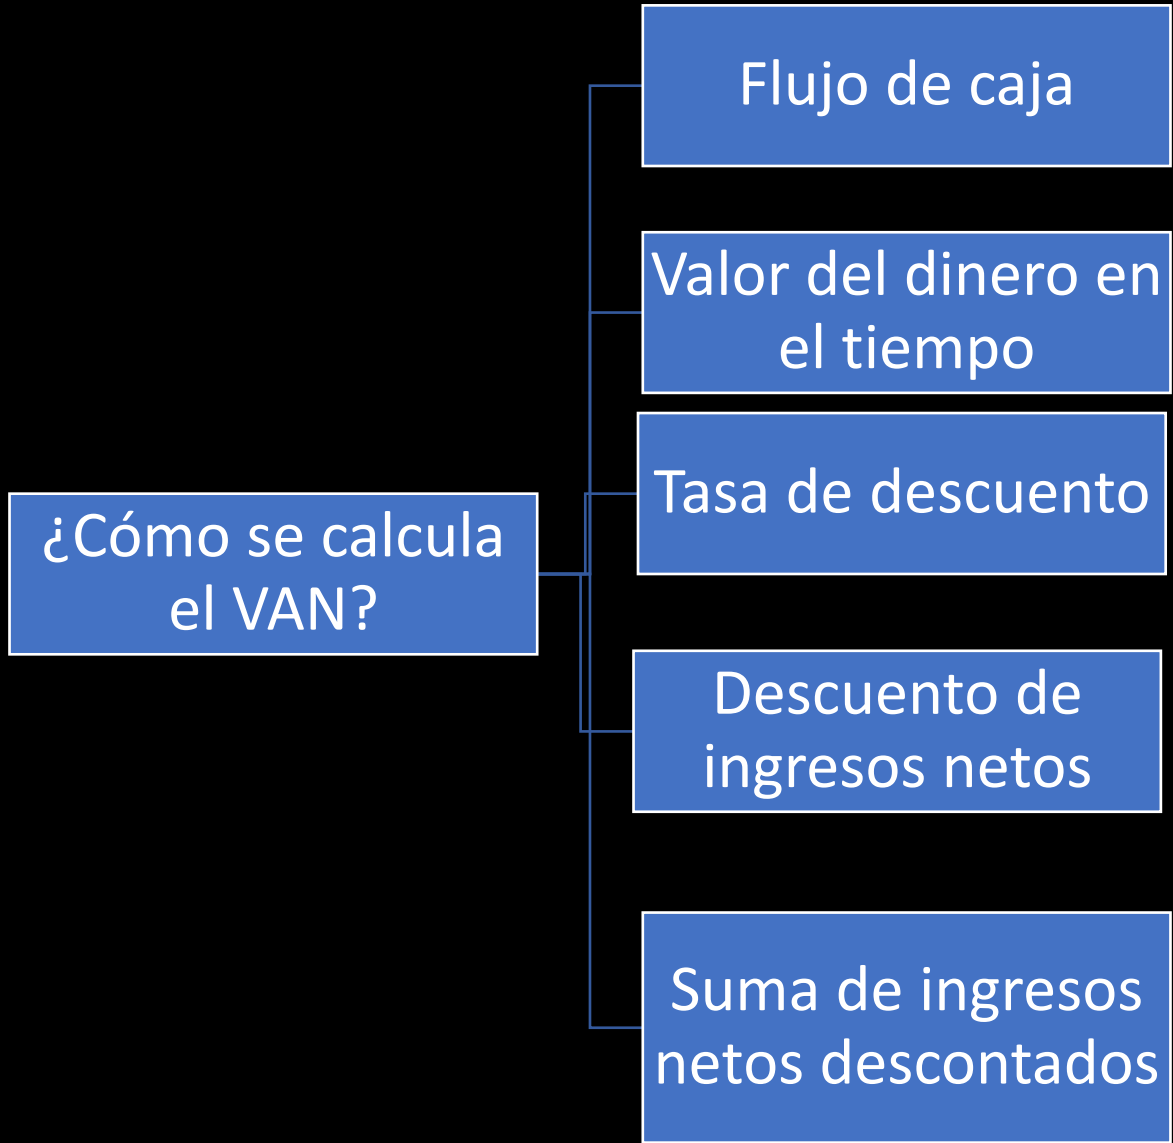 Flujo de caja
Valor del dinero en
el tiempo
Tasa de descuento
¿Cómo se calcula
el VAN?
Descuento de
ingresos netos
Suma de ingresos
netos descontados